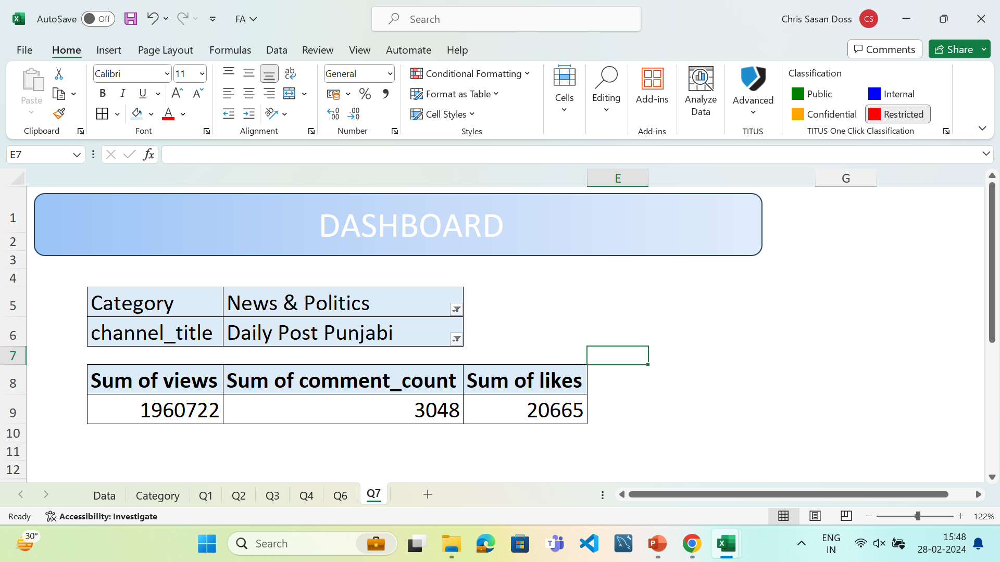 AutoSave Off FA Search Chris Sasan Doss CS
File Home Insert Page Layout Formulas Data Review View Automate Help Comments Share
Calibri 11 General Conditional Formatting Classification
Paste B I U Format as Table Cells Editing Add-ins Analyze Data Advanced Public Internal
Cell Styles Confidential Restricted
Clipboard Font Alignment Number Styles Add-ins TITUS TITUS One Click Classification
E7 fx
E G
1 DASHBOARD
2
3
4
5 Category News & Politics
6 channel_title Daily Post Punjabi
7
8 Sum of views Sum of comment_count Sum of likes
9 1960722 3048 20665
10
11
12
Data Category Q1 Q2 Q3 Q4 Q6 Q7
Ready Accessibility: Investigate 122%
30° Search ENG 15:48
IN 28-02-2024